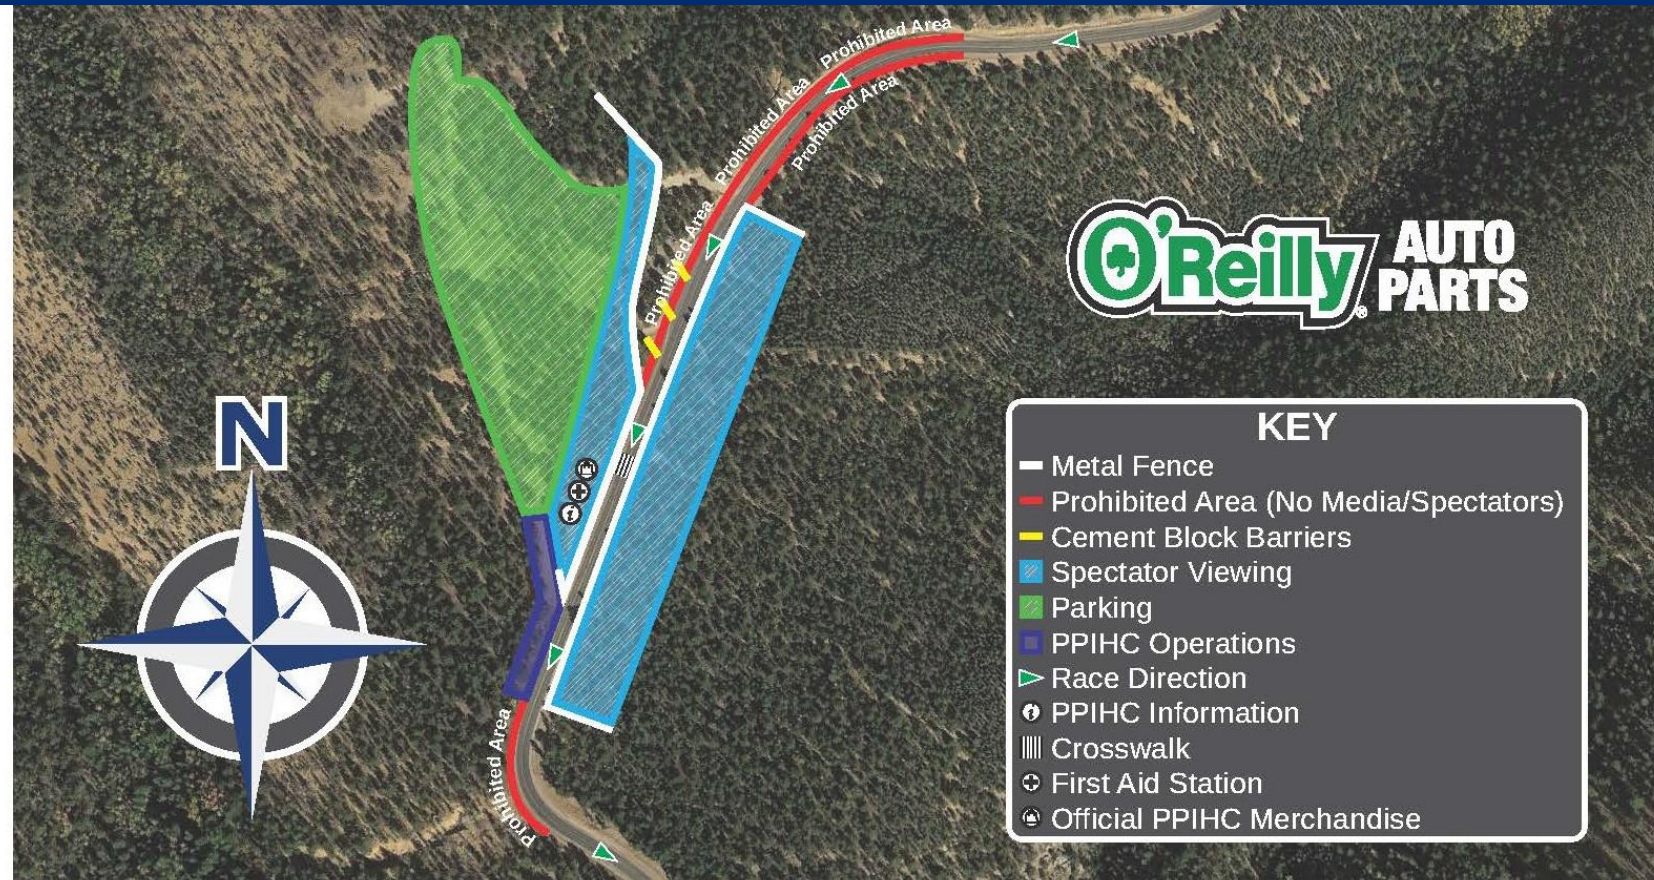 Prohibited Area
Prohibited Area
Prohibited Area
Prohibited Area
O'Reilly®
AUTO
PARTS
N
KEY
Metal Fence
Prohibited Area (No Media/Spectators)
Cement Block Barriers
Spectator Viewing
Parking
PPIHC Operations
Race Direction
PPIHC Information
Crosswalk
First Aid Station
Official PPIHC Merchandise
Prohibited Area